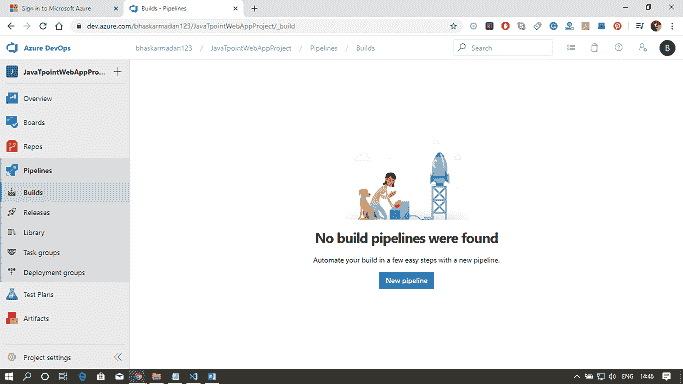 Sign in to Microsoft Azure
Builds - Pipelines
dev.azure.com/bhaskarmadan123/JavaTpointWebAppProject/_build
Azure DevOps
bhaskarmadan123 / JavaTpointWebAppProject / Pipelines / Builds
Search
B
JavaTpointWebAppPro...
Overview
Boards
Repos
Pipelines
Builds
Releases
Library
Task groups
Deployment groups
Test Plans
Artifacts
Project settings
No build pipelines were found
Automate your build in a few easy steps with a new pipeline.
New pipeline
ENG
14:46